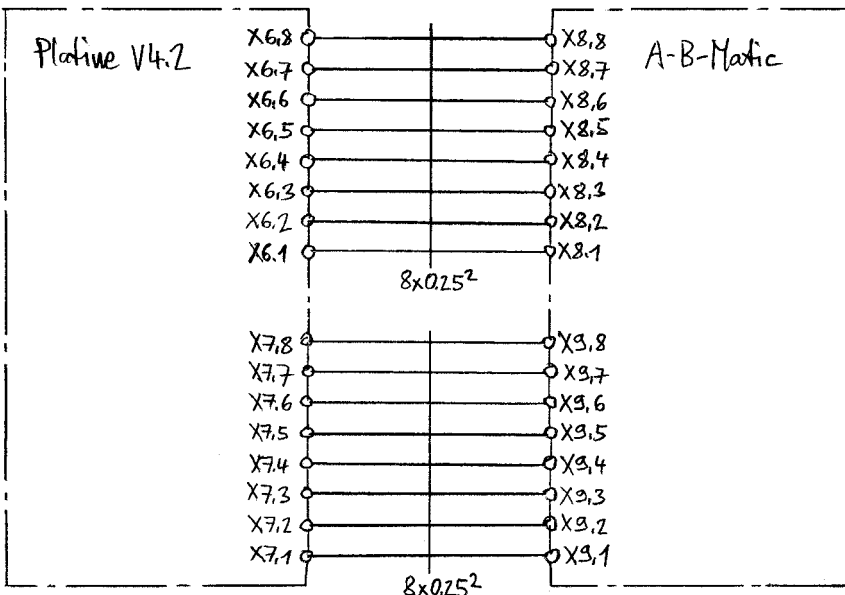 Platine V4.2
A-B-Matic
X6.8 X8.8
X6.7 X8.7
X6.6 X8.6
X6.5 X8.5
X6.4 X8.4
X6.3 X8.3
X6.2 X8.2
X6.1 X8.1
8x0.25²
X7.8 X9.8
X7.7 X9.7
X7.6 X9.6
X7.5 X9.5
X7.4 X9.4
X7.3 X9.3
X7.2 X9.2
X7.1 X9.1
8x0.25²